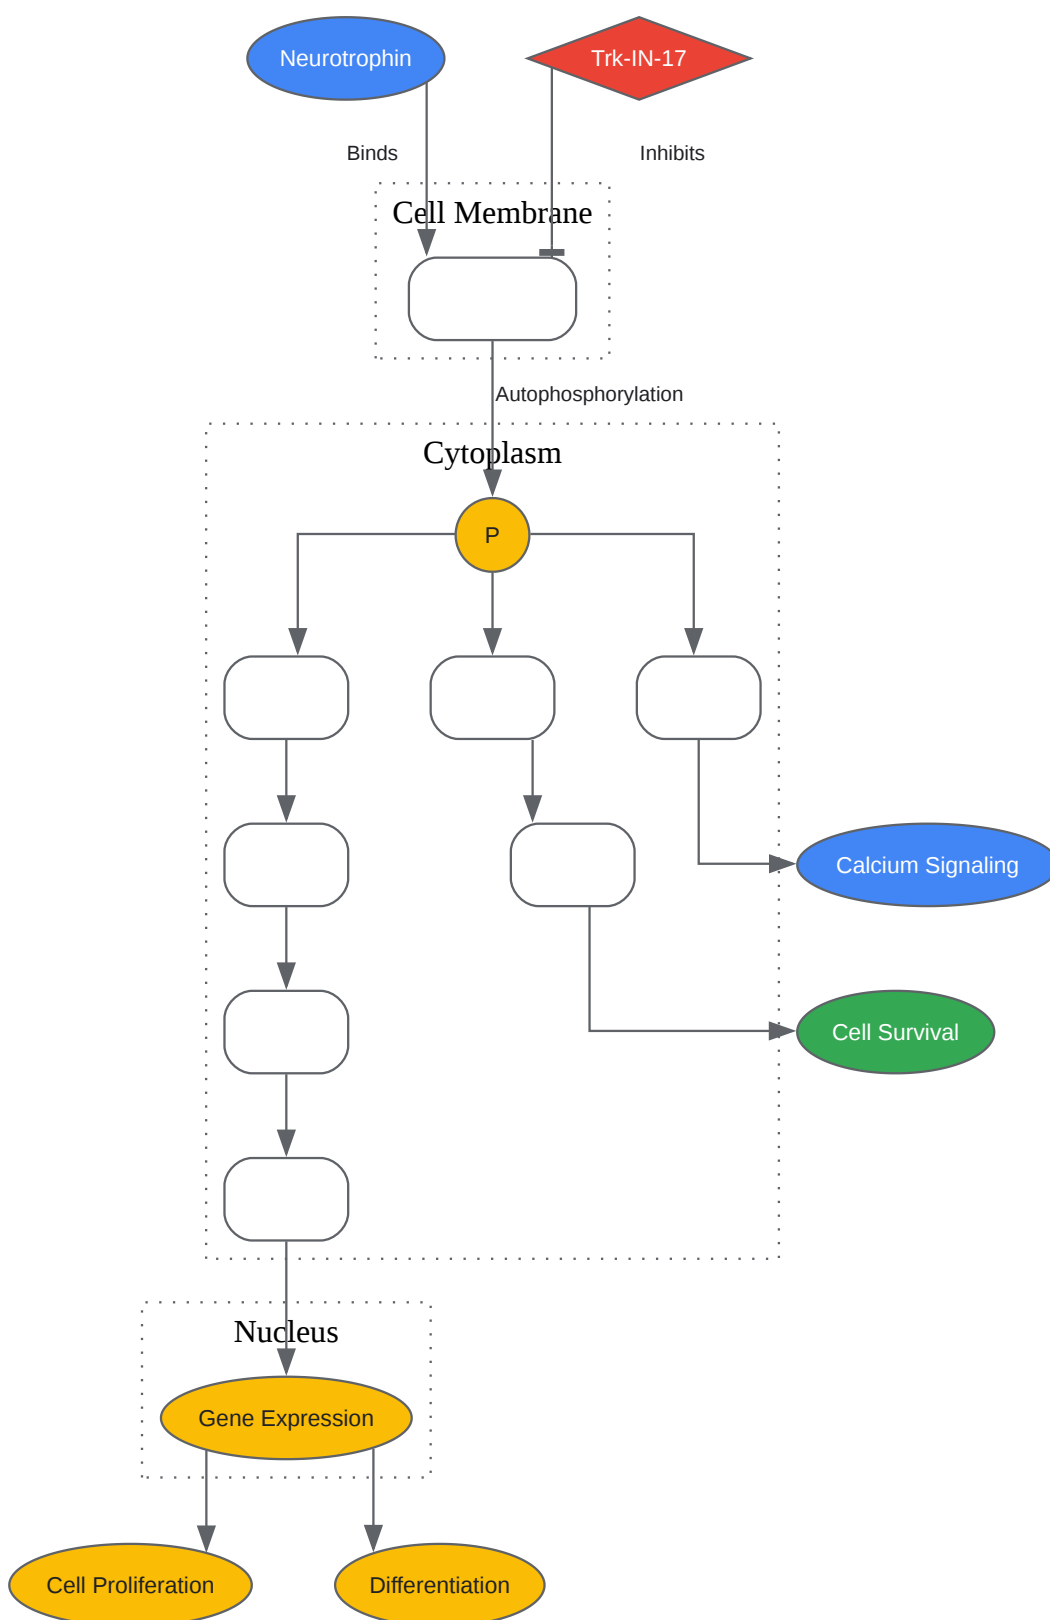 Neurotrophin
Trk-IN-17
Binds
Inhibits
Cell Membrane
Autophosphorylation
Cytoplasm
P
Calcium Signaling
Cell Survival
Nucleus
Gene Expression
Cell Proliferation
Differentiation